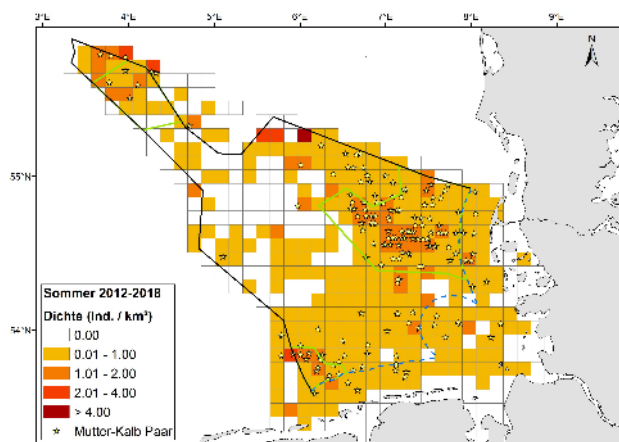 3°E 4°E 5°E 6°E 7°E 8°E 9°E
N
55°N
54°N
Sommer 2012-2018
Dichte (Ind. / km²)
0.00
0.01 - 1.00
1.01 - 2.00
2.01 - 4.00
> 4.00
Mutter-Kalb Paar